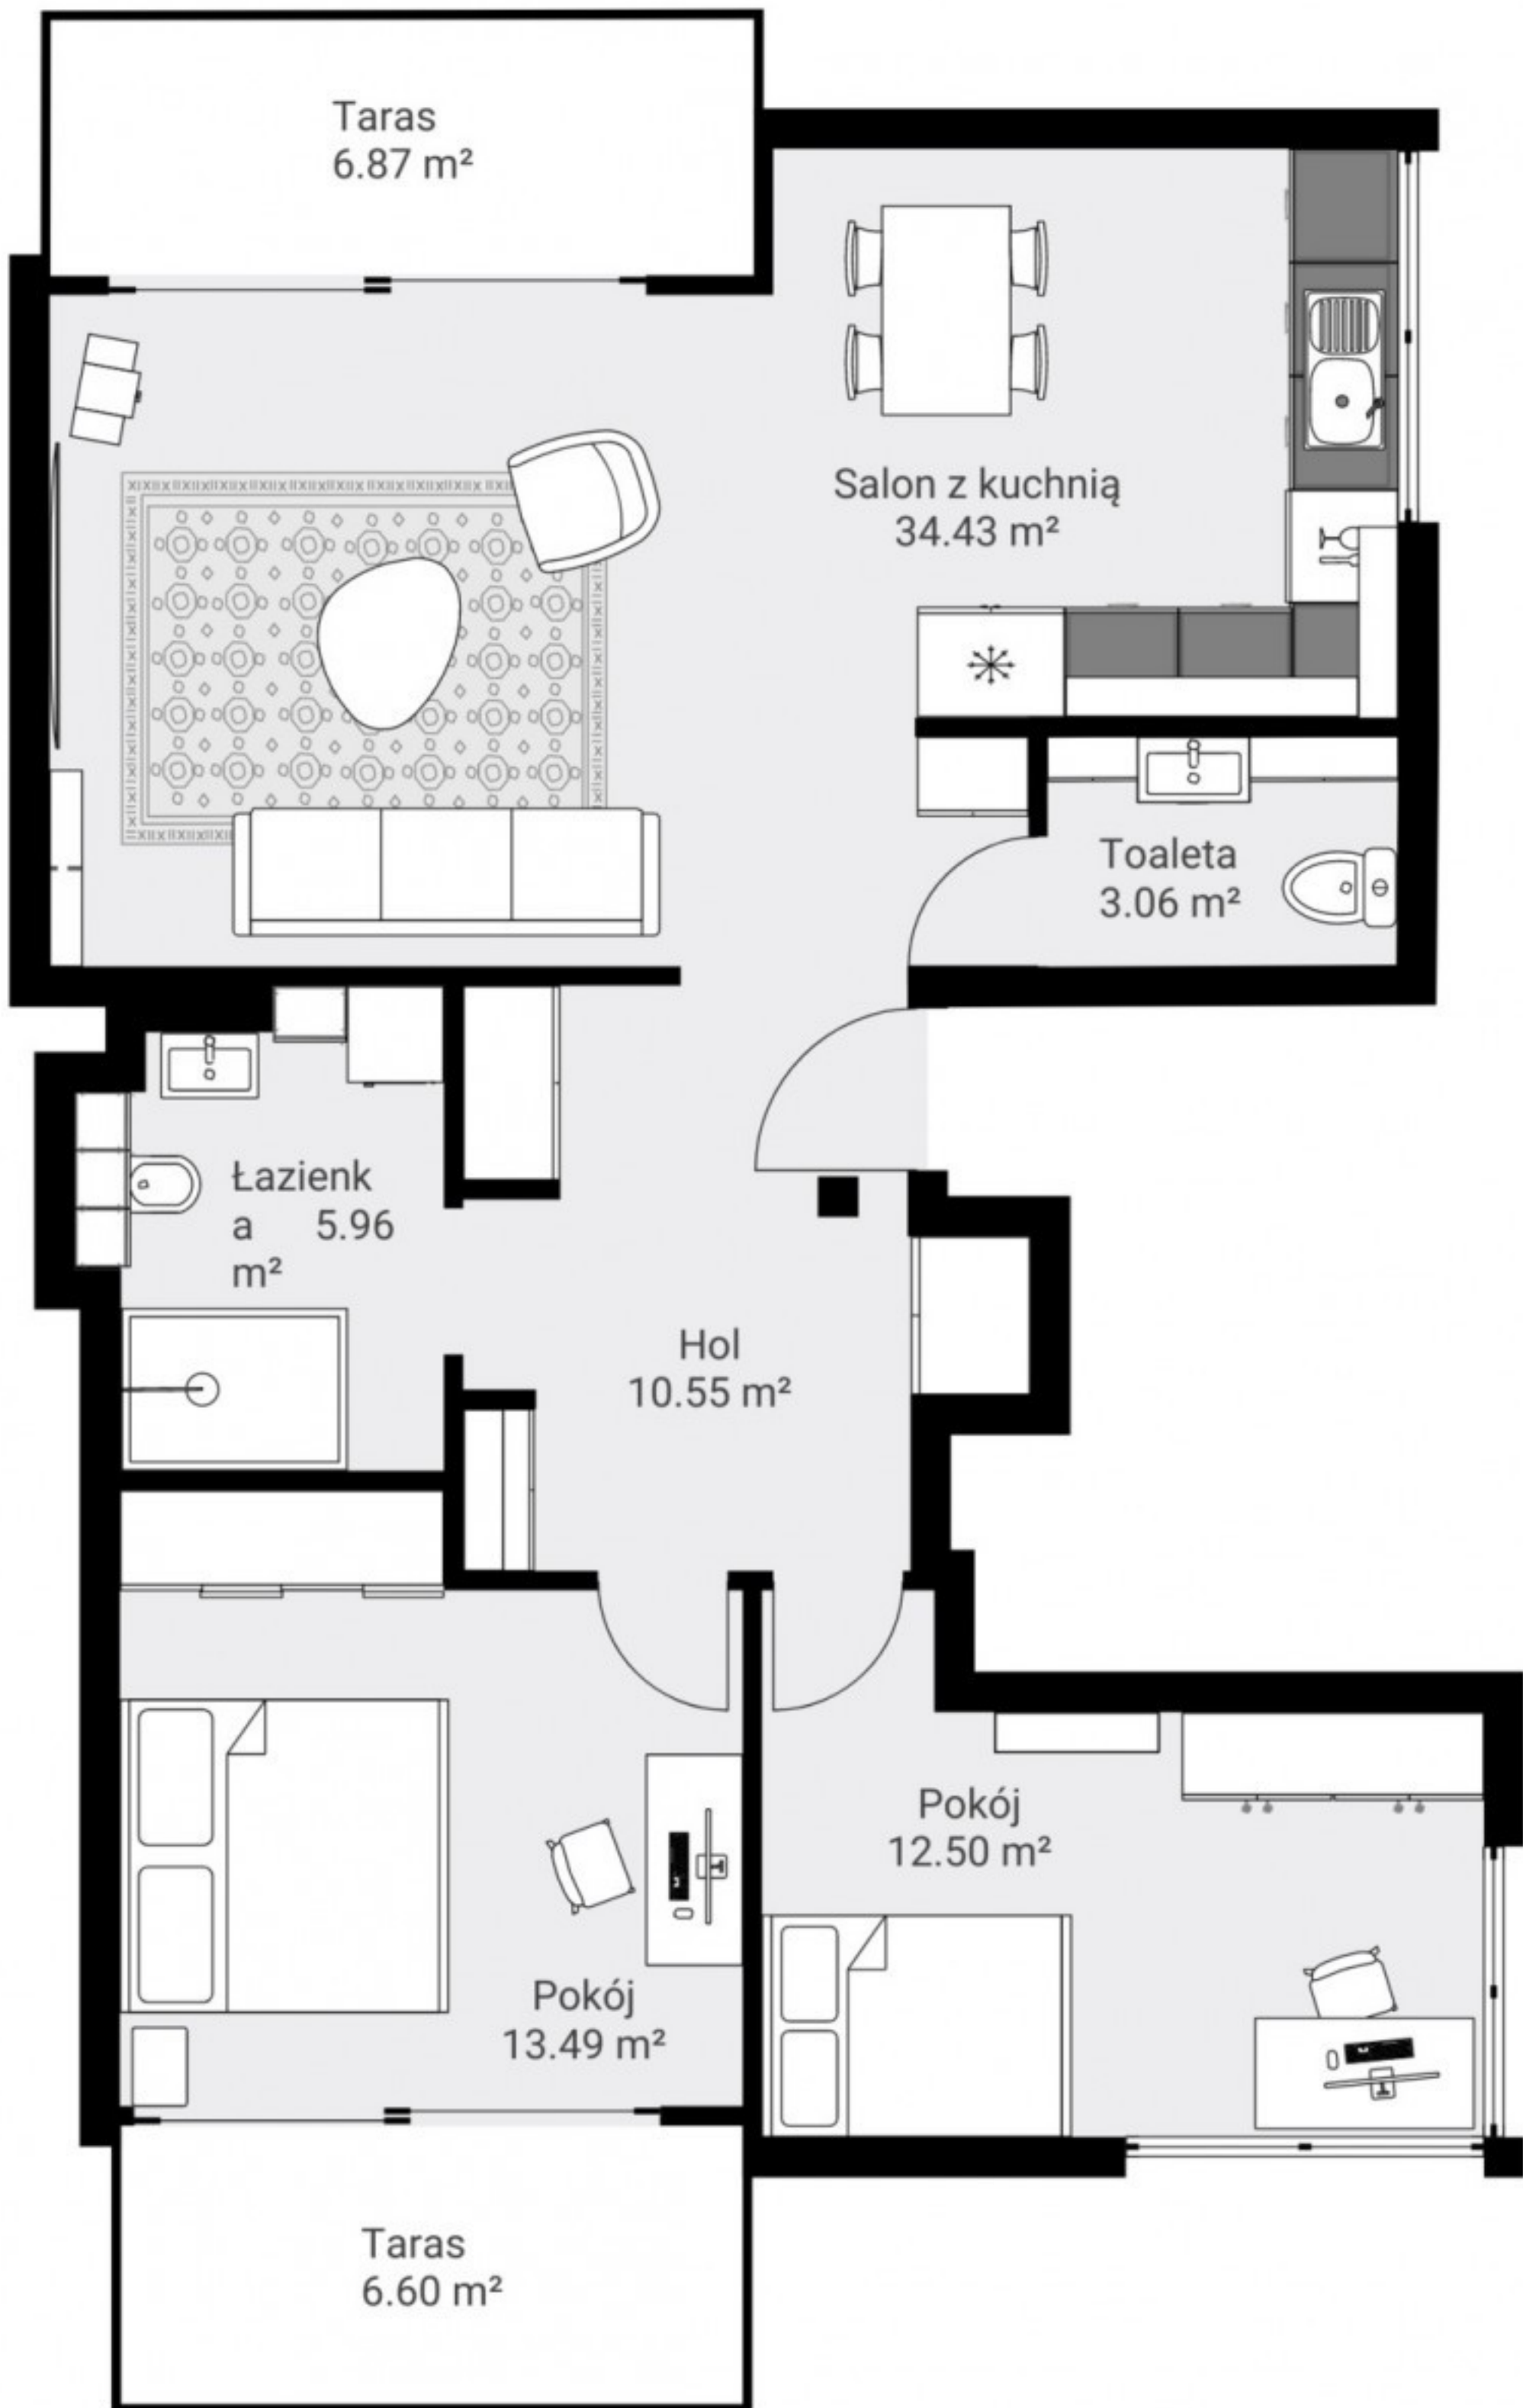 Taras
6.87 m²
Salon z kuchnią
34.43 m²
Toaleta
3.06 m²
Łazienk
a 5.96
m²
Hol
10.55 m²
Pokój
12.50 m²
Pokój
13.49 m²
Taras
6.60 m²